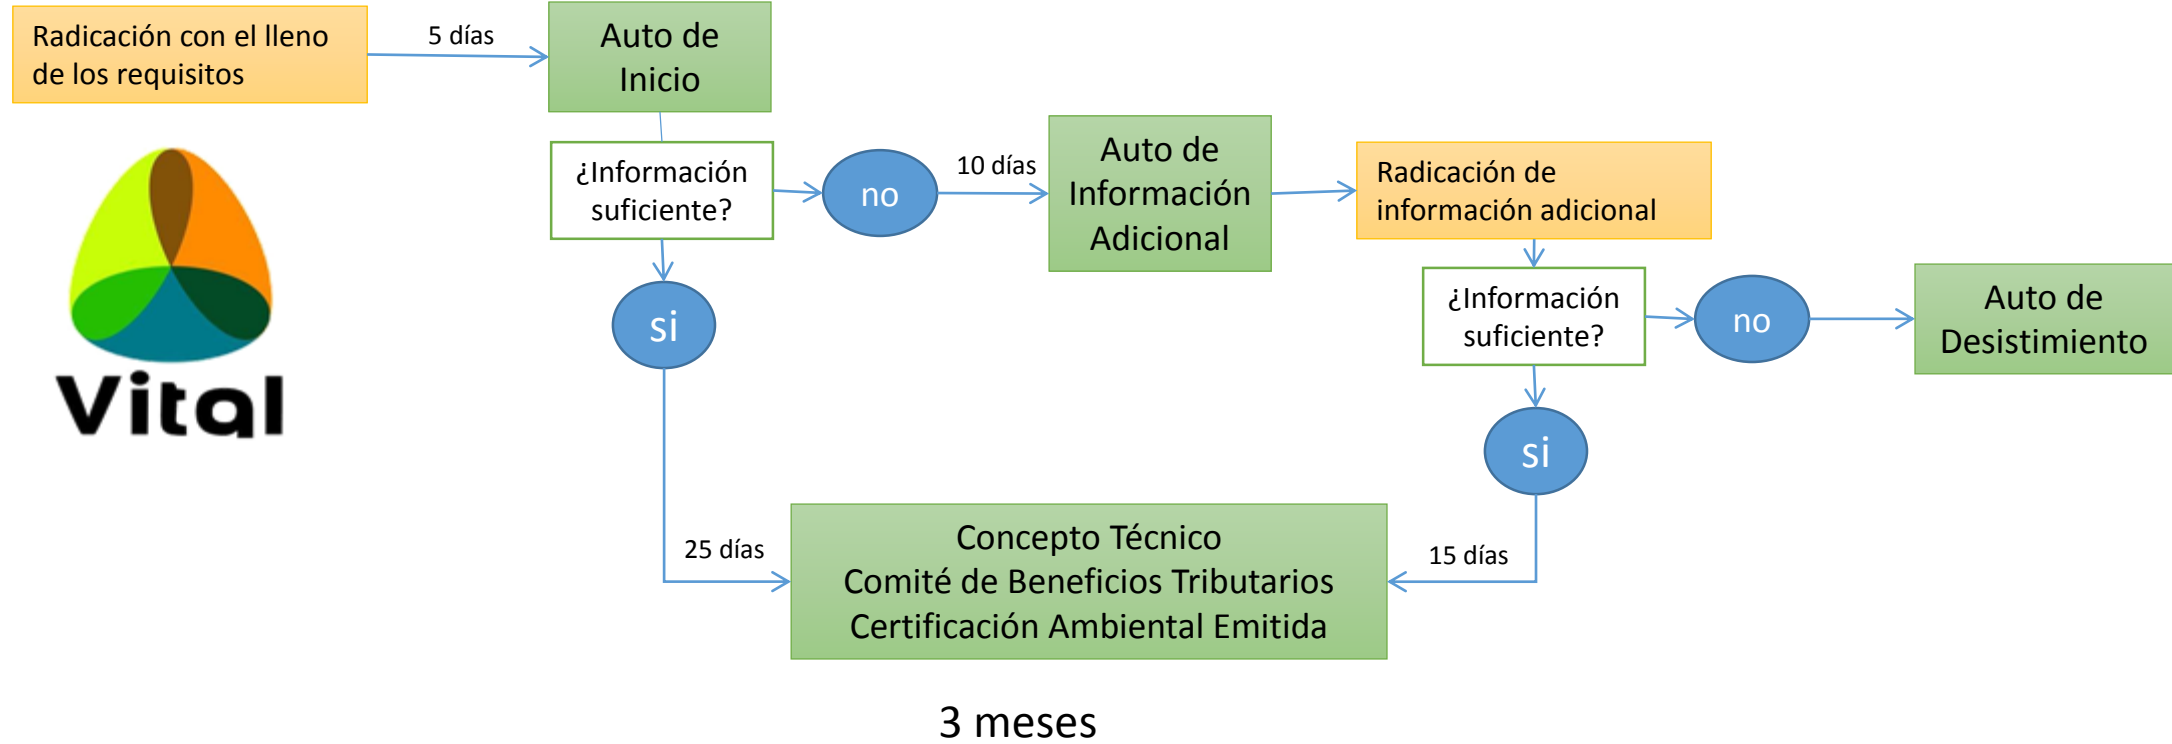 Radicación con el lleno
de los requisitos
5 días
Auto de
Inicio
¿Información
suficiente?
no
10 días
Auto de
Información
Adicional
Radicación de
información adicional
¿Información
suficiente?
no
Auto de
Desistimiento
si
si
Vital
25 días
Concepto Técnico
Comité de Beneficios Tributarios
Certificación Ambiental Emitida
15 días
3 meses